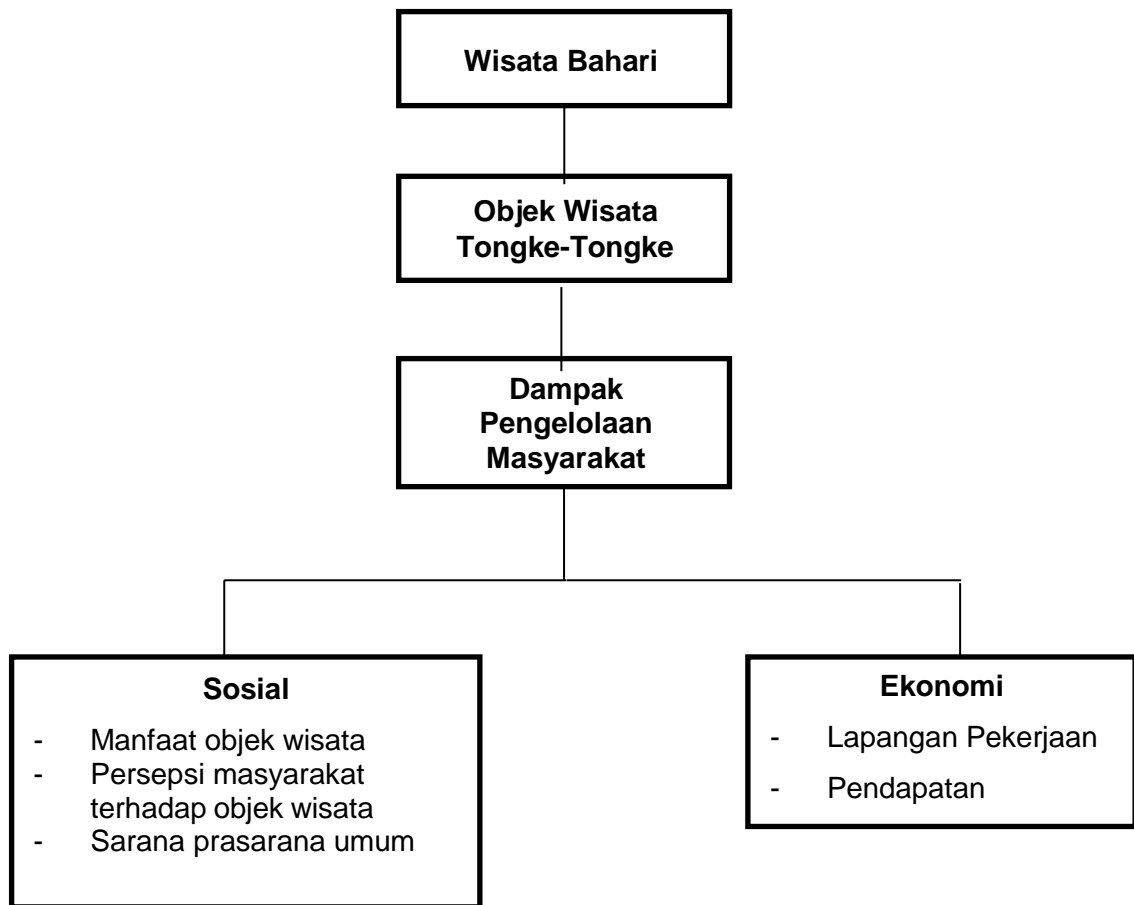 Wisata Bahari
Objek Wisata
Tongke-Tongke
Dampak
Pengelolaan
Masyarakat
Sosial
- Manfaat objek wisata
- Persepsi masyarakat
terhadap objek wisata
- Sarana prasarana umum
Ekonomi
- Lapangan Pekerjaan
- Pendapatan